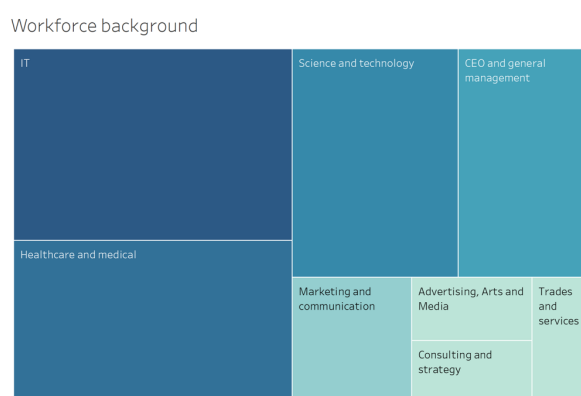 Workforce background
IT
Science and technology
CEO and general
management
Healthcare and medical
Marketing and
communication
Advertising, Arts and
Media
Trades
and
services
Consulting and
strategy